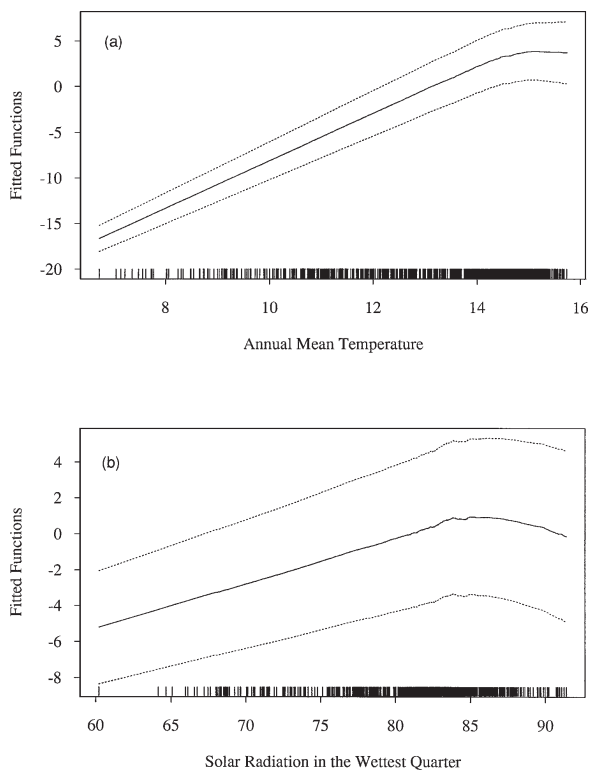 (a)
Fitted Functions
5
0
-5
-10
-15
-20
8 10 12 14 16
Annual Mean Temperature
(b)
Fitted Functions
4
2
0
-2
-4
-6
-8
60 65 70 75 80 85 90
Solar Radiation in the Wettest Quarter